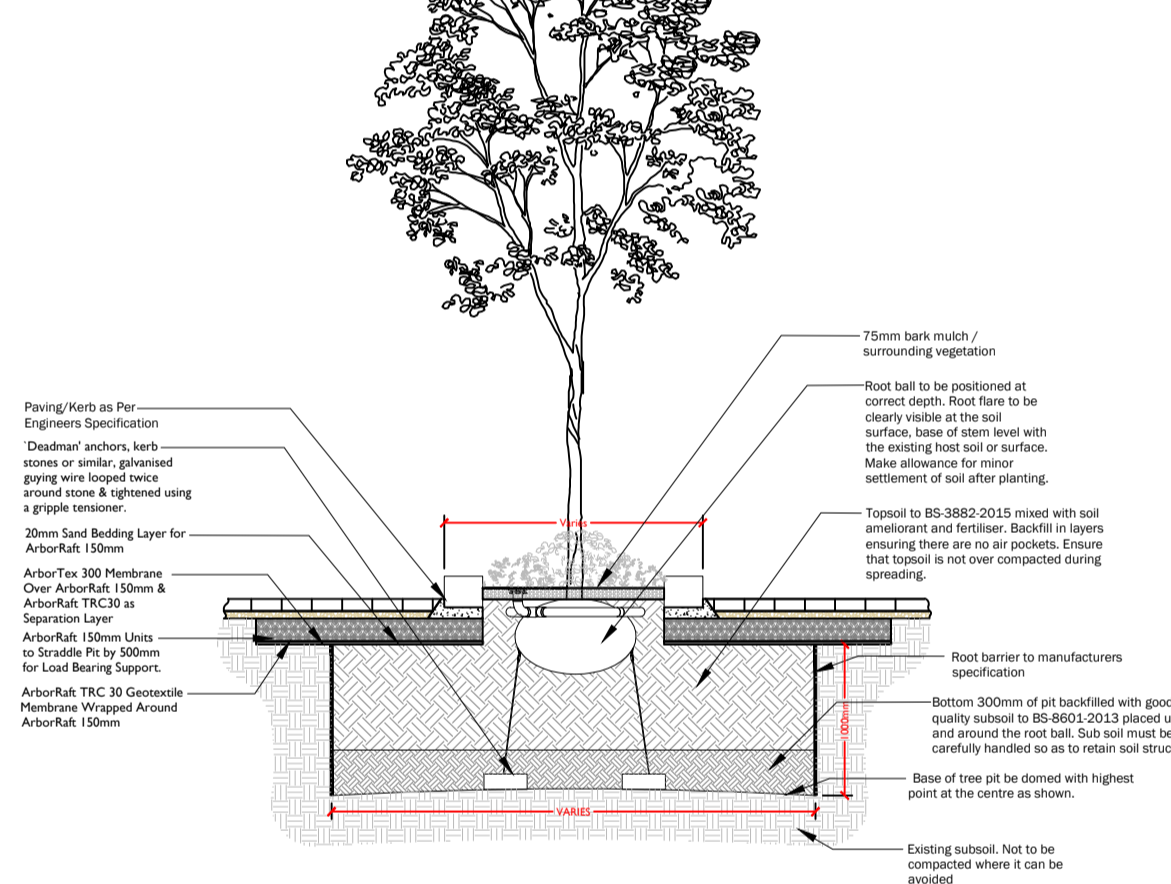 Paving/Kerb as Per
Engineers Specification
`Deadman' anchors, kerb
stones or similar, galvanised
guying wire looped twice
around stone & tightened using
a gripple tensioner.
20mm Sand Bedding Layer for
ArborRaft 150mm
ArborTex 300 Membrane
Over ArborRaft 150mm &
ArborRaft TRC30 as
Separation Layer
ArborRaft 150mm Units
to Straddle Pit by 500mm
for Load Bearing Support.
ArborRaft TRC 30 Geotextile
Membrane Wrapped Around
ArborRaft 150mm
Varies
VARIES
1000mm
75mm bark mulch /
surrounding vegetation
Root ball to be positioned at
correct depth. Root flare to be
clearly visible at the soil
surface, base of stem level with
the existing host soil or surface.
Make allowance for minor
settlement of soil after planting.
Topsoil to BS-3882-2015 mixed with soil
ameliorant and fertiliser. Backfill in layers
ensuring there are no air pockets. Ensure
that topsoil is not over compacted during
spreading.
Root barrier to manufacturers
specification
Bottom 300mm of pit backfilled with good
quality subsoil to BS-8601-2013 placed u
and around the root ball. Sub soil must be
carefully handled so as to retain soil struc
Base of tree pit be domed with highest
point at the centre as shown.
Existing subsoil. Not to be
compacted where it can be
avoided